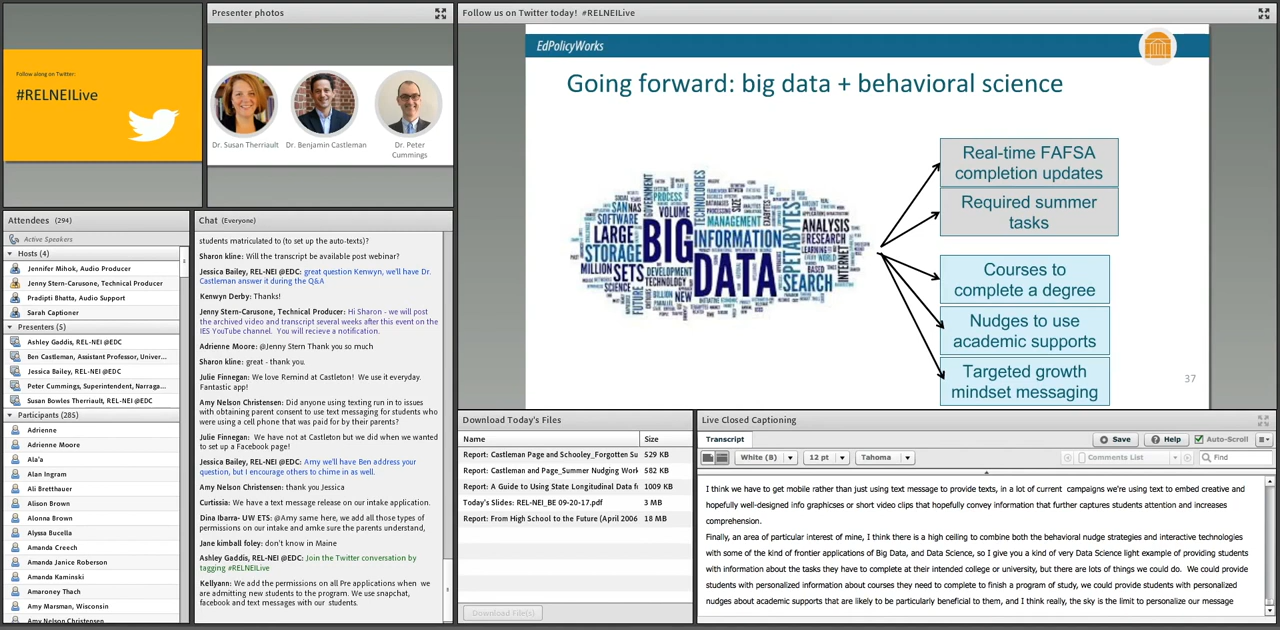 Follow along on Twitter:
#RELNEILive
Presenter photos
Dr. Susan Therriault
Dr. Benjamin Castleman
Dr. Peter
Cummings
Attendees (294)
Active Speakers
Hosts (4)
Jennifer Mihok, Audio Producer
Jenny Stern-Carusone, Technical Producer
Pradipti Bhatta, Audio Support
Sarah Captioner
Presenters (5)
Ashley Gaddis, REL-NEI @EDC
Ben Castleman, Assistant Professor, Univer...
Jessica Bailey, REL-NEI @EDC
Peter Cummings, Superintendent, Narraga...
Susan Bowles Therriault, REL-NEI @EDC
Participants (285)
Adrienne
Adrienne Moore
Ala'a
Alan Ingram
Ali Bretthauer
Alison Brown
Alonna Brown
Alyssa Bucella
Amanda Creech
Amanda Janice Roberson
Amanda Kaminski
Amaroney Thach
Amy Marsman, Wisconsin
Amy Nelson Christensen
Chat (Everyone)
students matriculated to (to set up the auto-texts)?
Sharon kline: Will the transcript be available post webinar?
Jessica Bailey, REL-NEI @EDC: great question Kenwyn, we'll have Dr.
Castleman answer it during the Q&A
Kenwyn Derby: Thanks!
Jenny Stern-Carusone, Technical Producer: Hi Sharon - we will post
the archived video and transcript several weeks after this event on the
IES YouTube channel. You will recieve a notification.
Adrienne Moore: @Jenny Stern Thank you so much
Sharon kline: great - thank you.
Julie Finnegan: We love Remind at Castleton! We use it everyday.
Fantastic app!
Amy Nelson Christensen: Did anyone using texting run in to issues
with obtaining parent consent to use text messaging for students who
were using a cell phone that was paid for by their parents?
Julie Finnegan: We have not at Castleton but we did when we wanted
to set up a Facebook page!
Jessica Bailey, REL-NEI @EDC: Amy we'll have Ben address your
question, but I encourage others to chime in as well.
Amy Nelson Christensen: thank you Jessica
Curtissia: We have a text message release on our intake application.
Dina Ibarra- UW ETS: @Amy same here, we add all those types of
permissions on our intake and amke sure the parents understand,
Jane kimball foley: don't know in Maine
Ashley Gaddis, REL-NEI @EDC: Join the Twitter conversation by
tagging #RELNEILive
Kellyann: We add the permissions on all Pre applications when we
are admitting new students to the program. We use snapchat,
facebook and text messages with our students.
Follow us on Twitter today! #RELNEILive
EdPolicyWorks
Going forward: big data + behavioral science
GOVERNMENT
PROCESS
SOFTWARE
VOLUME
TECHNOLOGIES
SIZE
MANAGEMENT
LARGE
BIG
INFORMATION
PETABYTES
ANALYSIS
RESEARCH
STORAGE
INTERNET
MILLION
SETS
DEVELOPMENT
TECHNOLOGY
DATA
SEARCH
SCIENCE
FUTURE
BILLION
NEW
Real-time FAFSA
completion updates
Required summer
tasks
Courses to
complete a degree
Nudges to use
academic supports
Targeted growth
mindset messaging
37
Download Today's Files
Name Size
Report: Castleman Page and Schooley_Forgotten Su 529 KB
Report: Castleman and Page_Summer Nudging Work 582 KB
Report: A Guide to Using State Longitudinal Data fo 1009 KB
Today's Slides: REL-NEI_BE 09-20-17.pdf 3 MB
Report: From High School to the Future (April 2006 18 MB
Download File(s)
Live Closed Captioning
Transcript
Save
Help
Auto-Scroll
White (B)
12 pt
Tahoma
Comments List
Find
I think we have to get mobile rather than just using text message to provide texts, in a lot of current campaigns we're using text to embed creative and
hopefully well-designed info graphicses or short video clips that hopefully convey information that further captures students attention and increases
comprehension.
Finally, an area of particular interest of mine, I think there is a high ceiling to combine both the behavioral nudge strategies and interactive technologies
with some of the kind of frontier applications of Big Data, and Data Science, so I give you a kind of very Data Science light example of providing students
with information about the tasks they have to complete at their intended college or university, but there are lots of things we could do. We could provide
students with personalized information about courses they need to complete to finish a program of study, we could provide students with personalized
nudges about academic supports that are likely to be particularly beneficial to them, and I think really, the sky is the limit to personalize our message